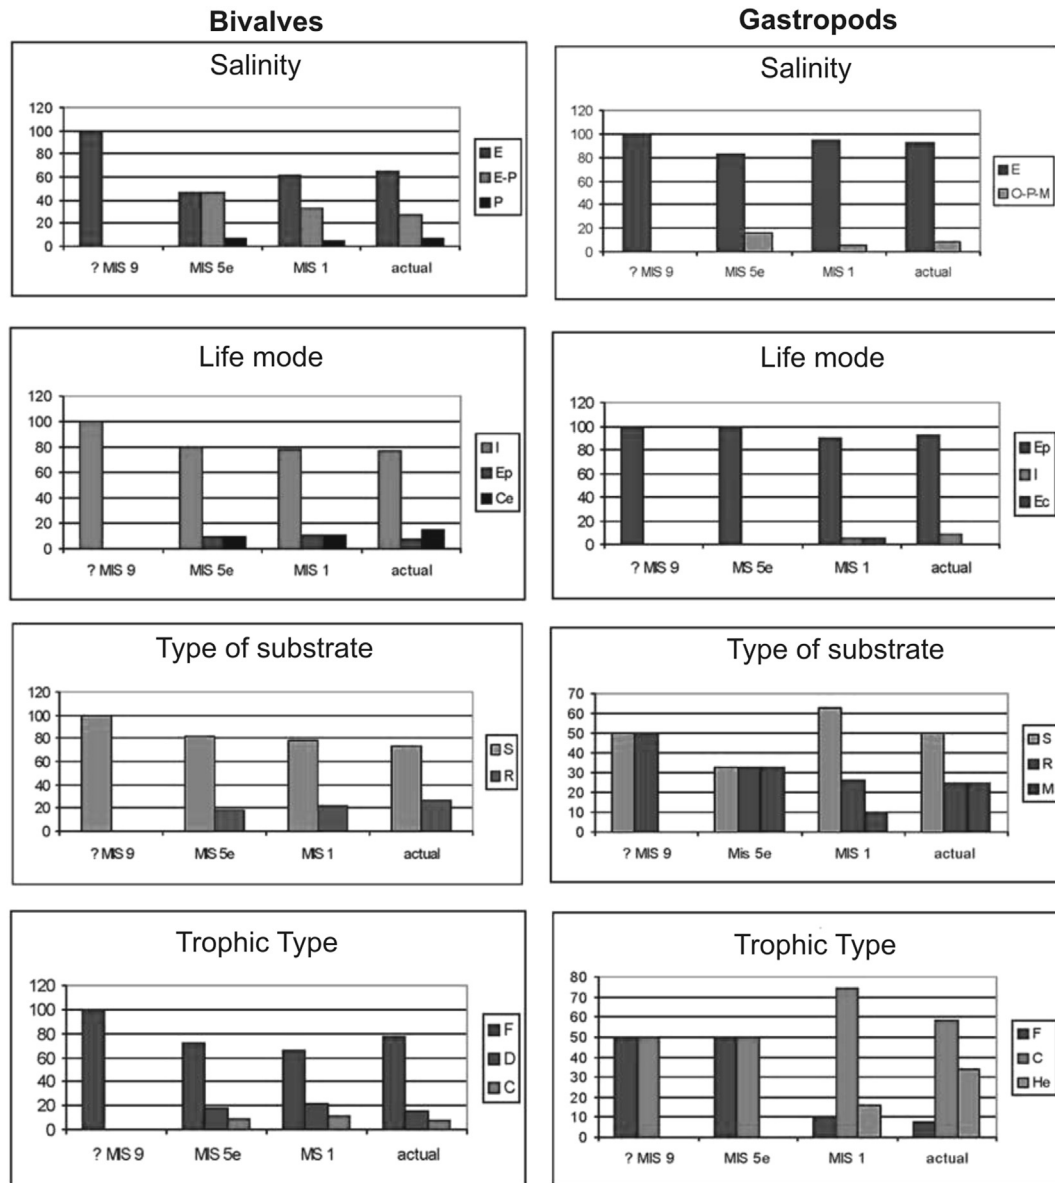 Bivalves
Salinity
120
100
80
60
40
20
0
? MIS 9 MIS 5e MIS 1 actual
E
E-P
P
Life mode
120
100
80
60
40
20
0
? MIS 9 MIS 5e MIS 1 actual
I
Ep
Ce
Type of substrate
120
100
80
60
40
20
0
? MIS 9 MIS 5e MIS 1 actual
S
R
Trophic Type
120
100
80
60
40
20
0
? MIS 9 MIS 5e MS 1 actual
F
D
C
Gastropods
Salinity
120
100
80
60
40
20
0
? MIS 9 MIS 5e MIS 1 actual
E
O-P-M
Life mode
120
100
80
60
40
20
0
? MIS 9 MS 5e MIS 1 actual
Ep
I
Ec
Type of substrate
70
60
50
40
30
20
10
0
? MIS 9 Mis 5e MIS 1 actual
S
R
M
Trophic Type
80
70
60
50
40
30
20
10
0
? MIS 9 MIS 5e MIS 1 actual
F
C
He